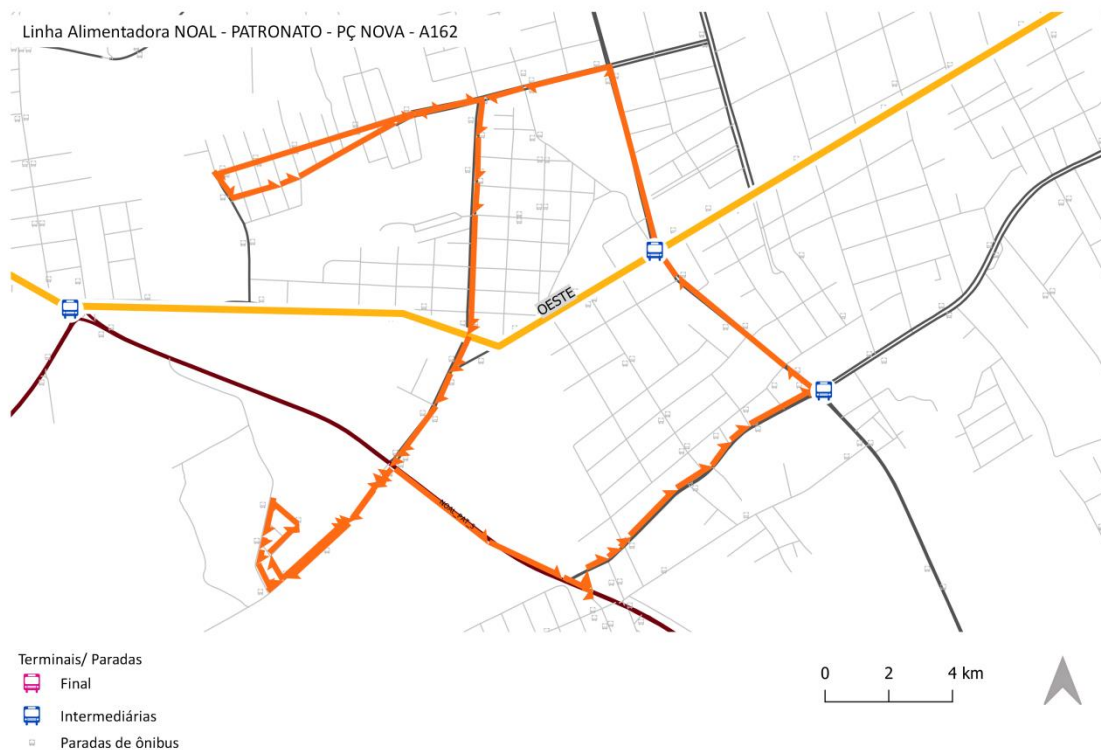 Linha Alimentadora NOAL - PATRONATO - PÇ NOVA - A162
OESTE
NOAL_PAT_1
Terminais/ Paradas
Final
Intermediárias
Paradas de ônibus
0 2 4 km